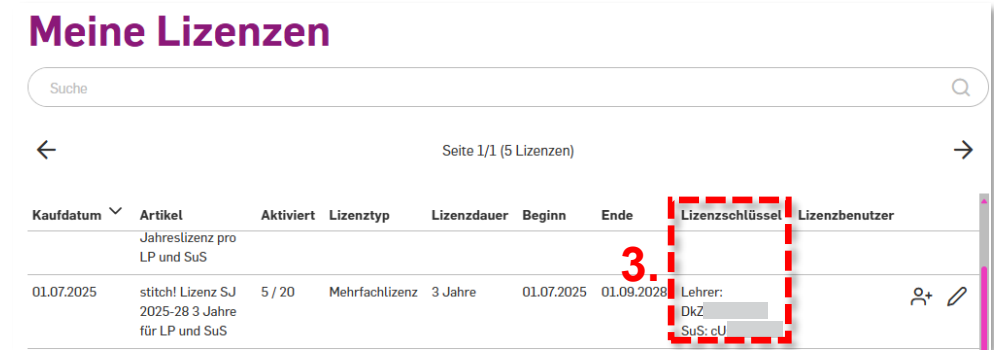 Meine Lizenzen
Suche
Seite 1/1 (5 Lizenzen)
Kaufdatum Artikel Aktiviert Lizenztyp Lizenzdauer Beginn Ende Lizenzschlüssel Lizenzbenutzer
Jahreslizenz pro
LP und SuS
3.
01.07.2025 stitch! Lizenz SJ 5 / 20 Mehrfachlizenz 3 Jahre 01.07.2025 01.09.2028 Lehrer:
2025-28 3 Jahre DkZ
für LP und SuS SuS: cU